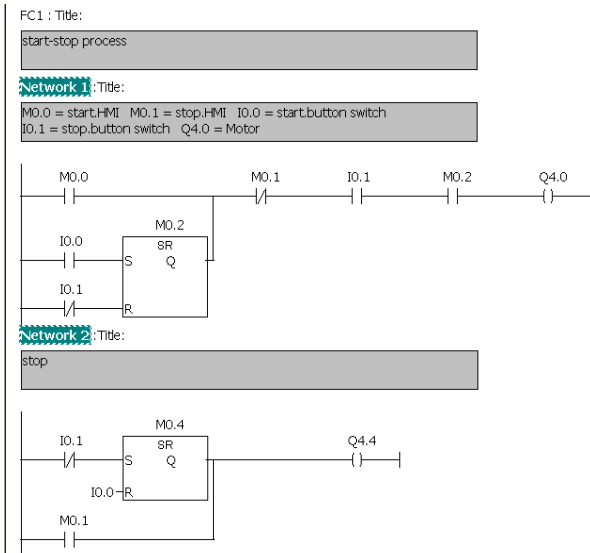 FC1 : Title:
start-stop process
Network 1 :Title:
M0.0 = start.HMI M0.1 = stop.HMI I0.0 = start.button switch
I0.1 = stop.button switch Q4.0 = Motor
M0.0 M0.1 I0.1 M0.2 Q4.0
M0.2
I0.0 SR
S Q
I0.1
R
Network 2 :Title:
stop
M0.4
I0.1 SR Q4.4
S Q
I0.0 R
M0.1